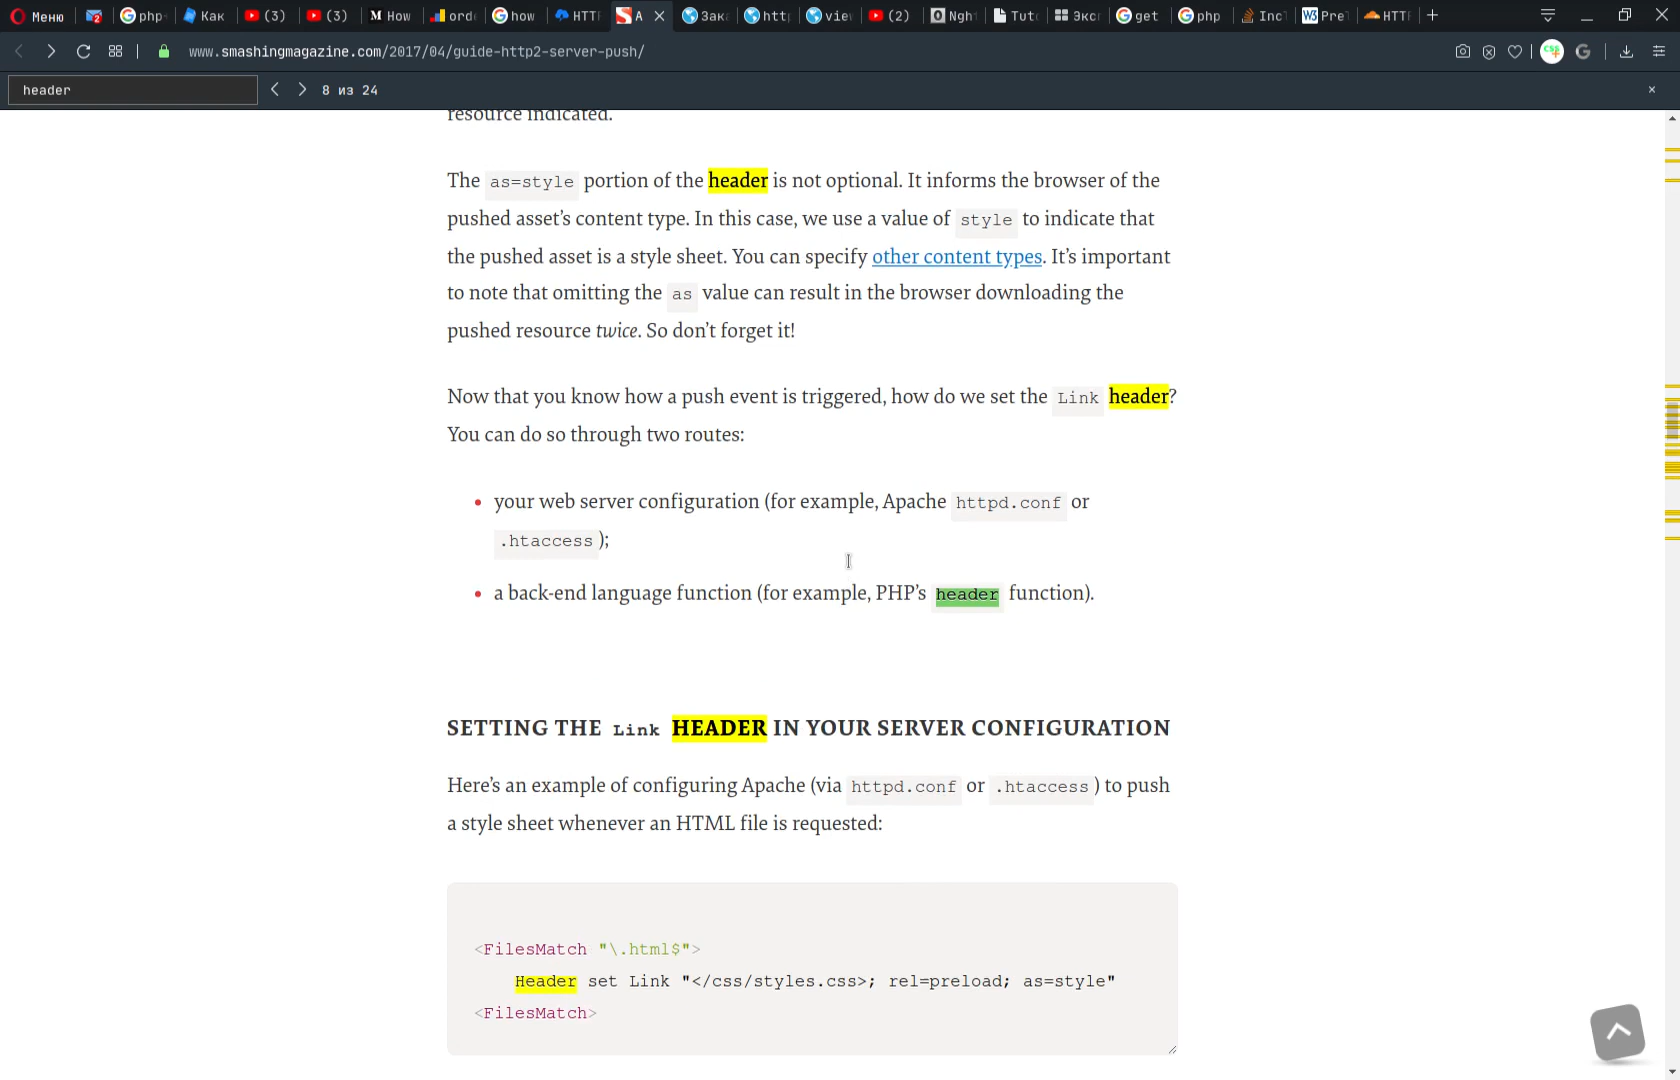 Меню php- Как (3) (3) M How ord how HTTP A Зак htt vie (2) Ngh Tut Экс get php Inc Pre HTT
www.smashingmagazine.com/2017/04/guide-http2-server-push/
header 8 из 24
resource indicated.
The as=style portion of the header is not optional. It informs the browser of the
pushed asset’s content type. In this case, we use a value of style to indicate that
the pushed asset is a style sheet. You can specify other content types. It’s important
to note that omitting the as value can result in the browser downloading the
pushed resource twice. So don’t forget it!
Now that you know how a push event is triggered, how do we set the Link header?
You can do so through two routes:
• your web server configuration (for example, Apache httpd.conf or
.htaccess );
• a back-end language function (for example, PHP’s header function).
SETTING THE Link HEADER IN YOUR SERVER CONFIGURATION
Here’s an example of configuring Apache (via httpd.conf or .htaccess ) to push
a style sheet whenever an HTML file is requested:
<FilesMatch "\.html$">
Header set Link "</css/styles.css>; rel=preload; as=style"
<FilesMatch>